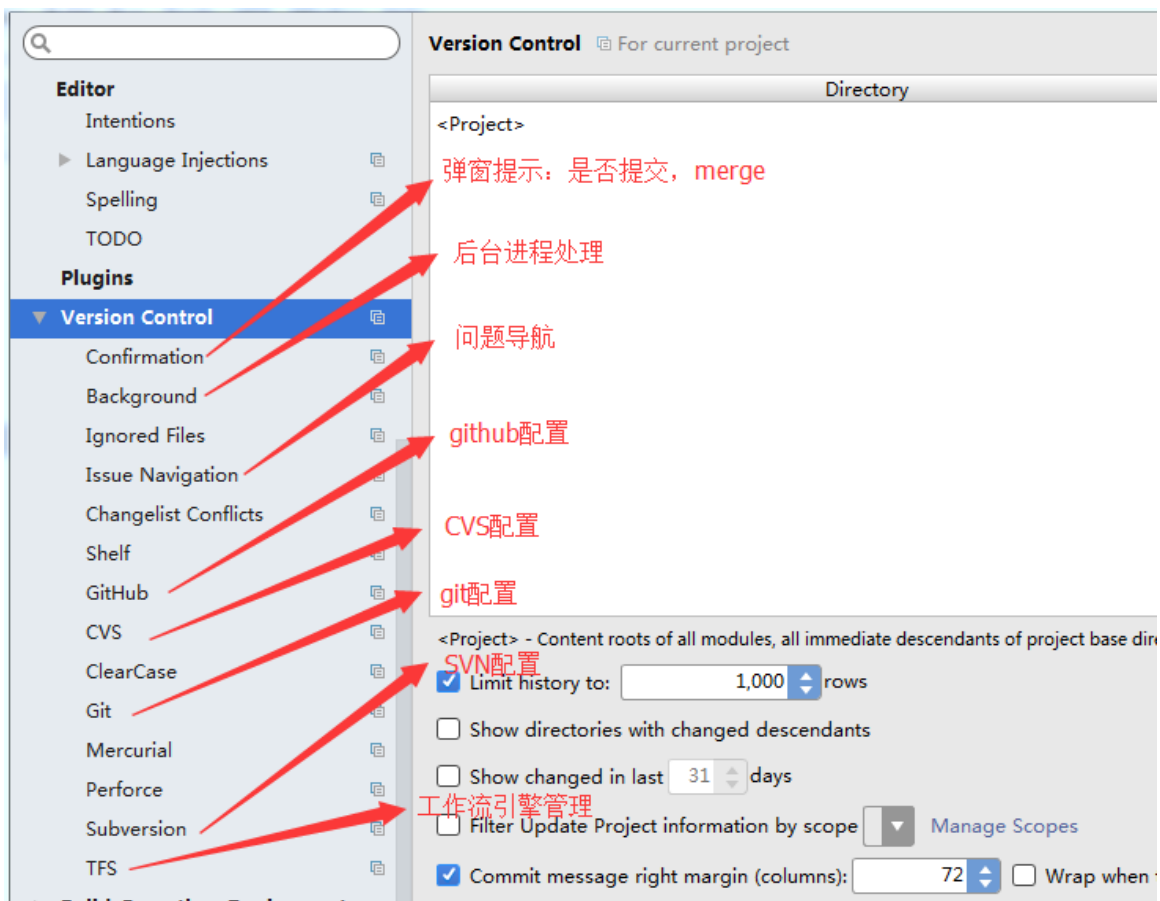 Editor
Intentions
Language Injections
Spelling
TODO
Plugins
Version Control
Confirmation
Background
Ignored Files
Issue Navigation
Changelist Conflicts
Shelf
GitHub
CVS
ClearCase
Git
Mercurial
Perforce
Subversion
TFS
Version Control For current project
Directory
<Project>
弹窗提示：是否提交，merge
后台进程处理
问题导航
github配置
CVS配置
git配置
<Project> - Content roots of all modules, all immediate descendants of project base dire
SVN配置
Limit history to: 1,000 rows
Show directories with changed descendants
Show changed in last 31 days
工作流引擎管理
Filter Update Project information by scope Manage Scopes
Commit message right margin (columns): 72 Wrap when